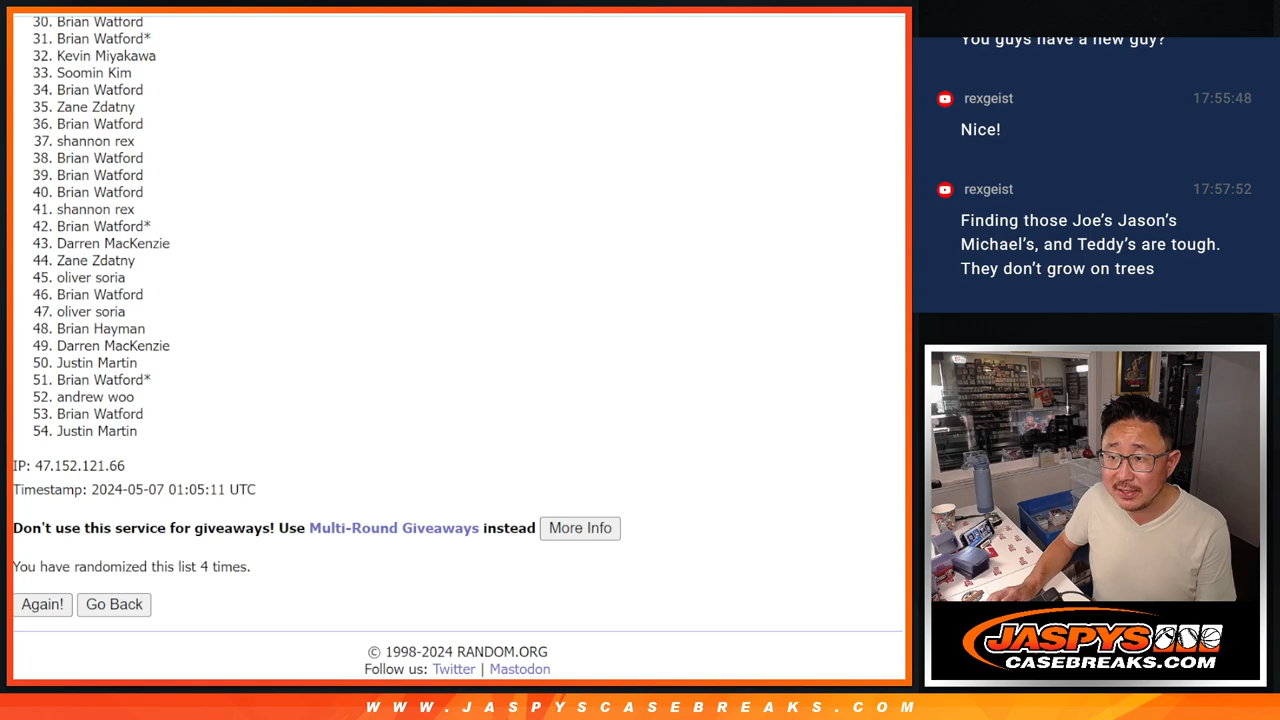 30. Brian Watford
31. Brian Watford*
32. Kevin Miyakawa
33. Soomin Kim
34. Brian Watford
35. Zane Zdatny
36. Brian Watford
37. shannon rex
38. Brian Watford
39. Brian Watford
40. Brian Watford
41. shannon rex
42. Brian Watford*
43. Darren MacKenzie
44. Zane Zdatny
45. oliver soria
46. Brian Watford
47. oliver soria
48. Brian Hayman
49. Darren MacKenzie
50. Justin Martin
51. Brian Watford*
52. andrew woo
53. Brian Watford
54. Justin Martin
IP: 47.152.121.66
Timestamp: 2024-05-07 01:05:11 UTC
Don't use this service for giveaways! Use Multi-Round Giveaways instead More Info
You have randomized this list 4 times.
Again! Go Back
© 1998-2024 RANDOM.ORG
Follow us: Twitter | Mastodon
You guys have a new guy?
rexgeist 17:55:48
Nice!
rexgeist 17:57:52
Finding those Joe's Jason's
Michael's, and Teddy's are tough.
They don't grow on trees
JASPYS
CASEBREAKS.COM
WWW.JASPYSCASEBREAKS.COM